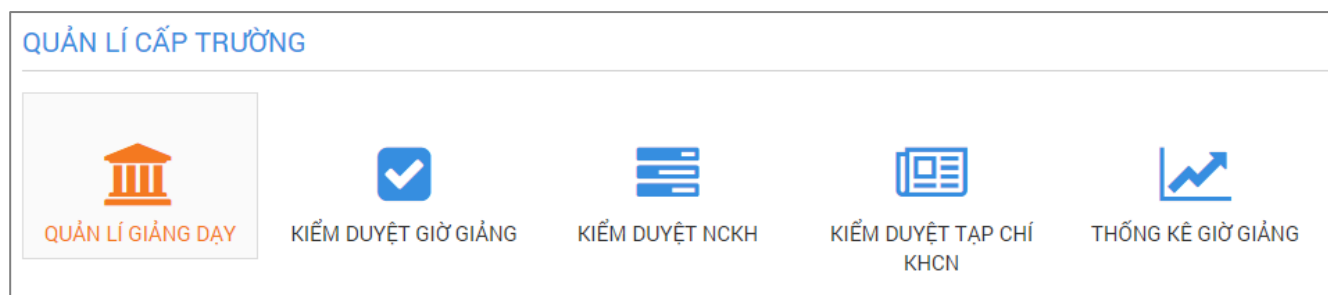 QUẢN LÍ CẤP TRƯỜNG
QUẢN LÍ GIẢNG DẠY
KIỂM DUYỆT GIỜ GIẢNG
KIỂM DUYỆT NCKH
KIỂM DUYỆT TẠP CHÍ
KHCN
THỐNG KÊ GIỜ GIẢNG